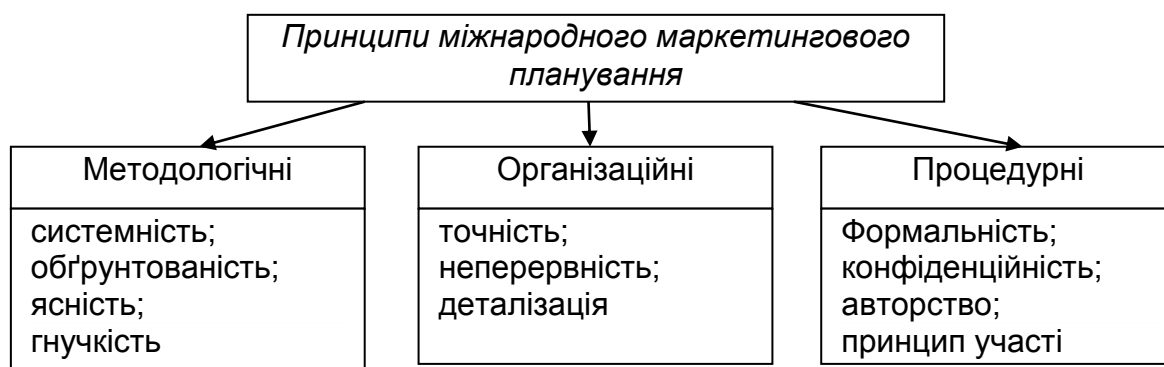 Принципи міжнародного маркетингового
планування
Методологічні
системність;
обґрунтованість;
ясність;
гнучкість
Організаційні
точність;
неперервність;
деталізація
Процедурні
Формальність;
конфіденційність;
авторство;
принцип участі